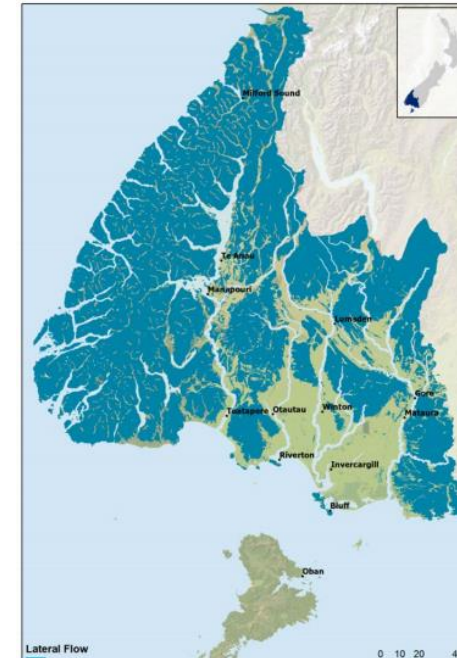 Milford Sound
Te Anau
Manapouri
Lumsden
Gore
Tuatapere
Otautau
Winton
Mataura
Riverton
Invercargill
Bluff
Oban
Lateral Flow
0 10 20 4